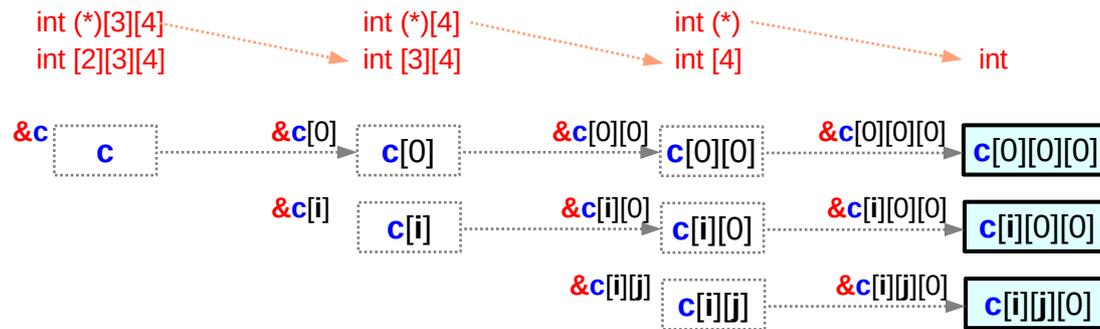 int (*)[3][4] int (*)[4] int (*)
int [2][3][4] int [3][4] int [4] int
&c c &c[0] c[0] &c[0][0] c[0][0] &c[0][0][0] c[0][0][0]
&c[i] c[i] &c[i][0] c[i][0] &c[i][0][0] c[i][0][0]
&c[i][j] c[i][j] &c[i][j][0] c[i][j][0]